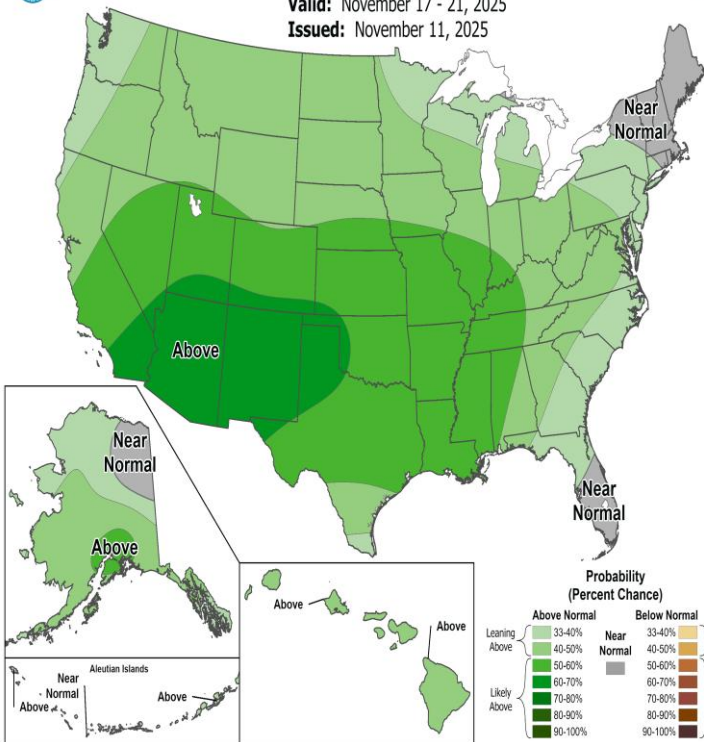 Valid: November 17 - 21, 2025
Issued: November 11, 2025
Near
Normal
Above
Near
Normal
Near
Normal
Above
Above
Above
Aleutian Islands
Near
Normal
Above
Above
Probability
(Percent Chance)
Above Normal
Below Normal
Leaning
Above
33-40%
40-50%
Near
Normal
33-40%
40-50%
Likely
Above
50-60%
60-70%
70-80%
80-90%
90-100%
50-60%
60-70%
70-80%
80-90%
90-100%